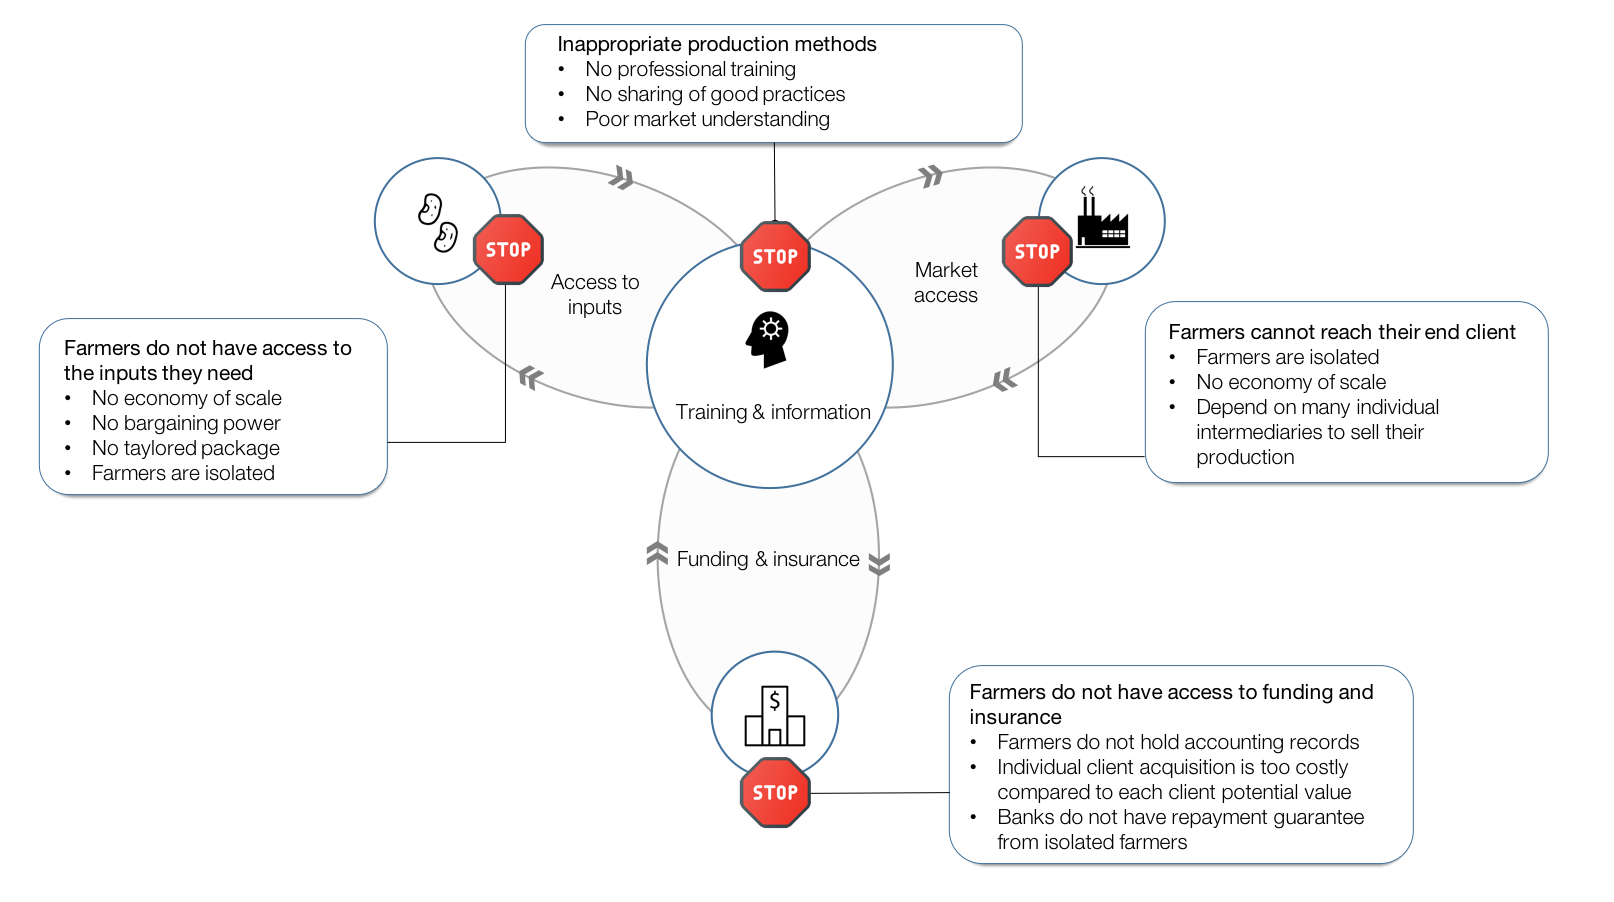 Inappropriate production methods
• No professional training
• No sharing of good practices
• Poor market understanding
STOP
STOP
STOP
Access to
inputs
Market
access
Training & information
Farmers do not have access to
the inputs they need
• No economy of scale
• No bargaining power
• No taylored package
• Farmers are isolated
Farmers cannot reach their end client
• Farmers are isolated
• No economy of scale
• Depend on many individual
intermediaries to sell their
production
Funding & insurance
$
STOP
Farmers do not have access to funding and
insurance
• Farmers do not hold accounting records
• Individual client acquisition is too costly
compared to each client potential value
• Banks do not have repayment guarantee
from isolated farmers